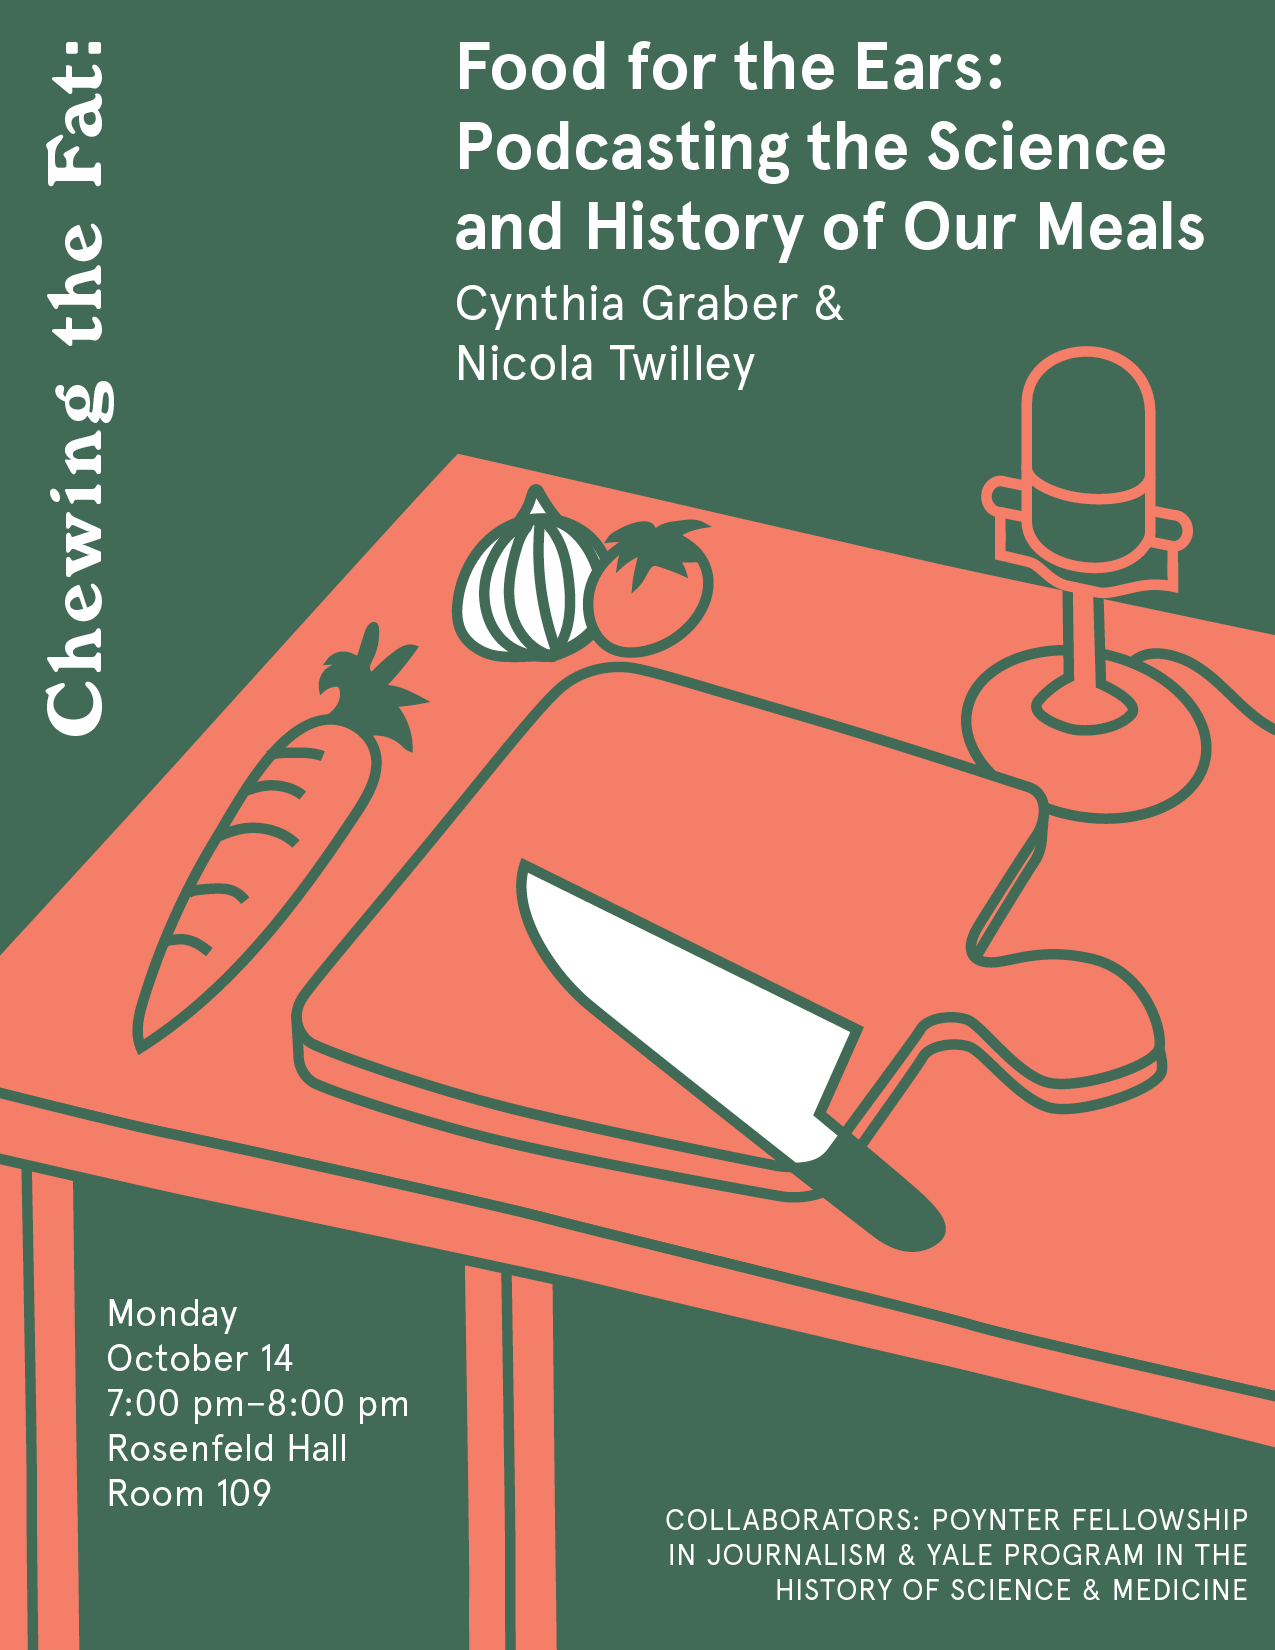 Chewing the Fat:
Food for the Ears:
Podcasting the Science
and History of Our Meals
Cynthia Graber &
Nicola Twilley
Monday
October 14
7:00 pm–8:00 pm
Rosenfeld Hall
Room 109
COLLABORATORS: POYNTER FELLOWSHIP
IN JOURNALISM & YALE PROGRAM IN THE
HISTORY OF SCIENCE & MEDICINE